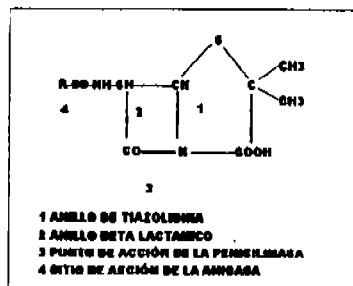 S
CH3
R-CO-NH-CH CH C
CH3
4 2 1
CO N COOH
3
1 ANILLO DE TIAZOLIDINA
2 ANILLO BETA LACTAMICO
3 PUNTO DE ACCIÓN DE LA PENICILINASA
4 SITIO DE ACCIÓN DE LA AMIDASA